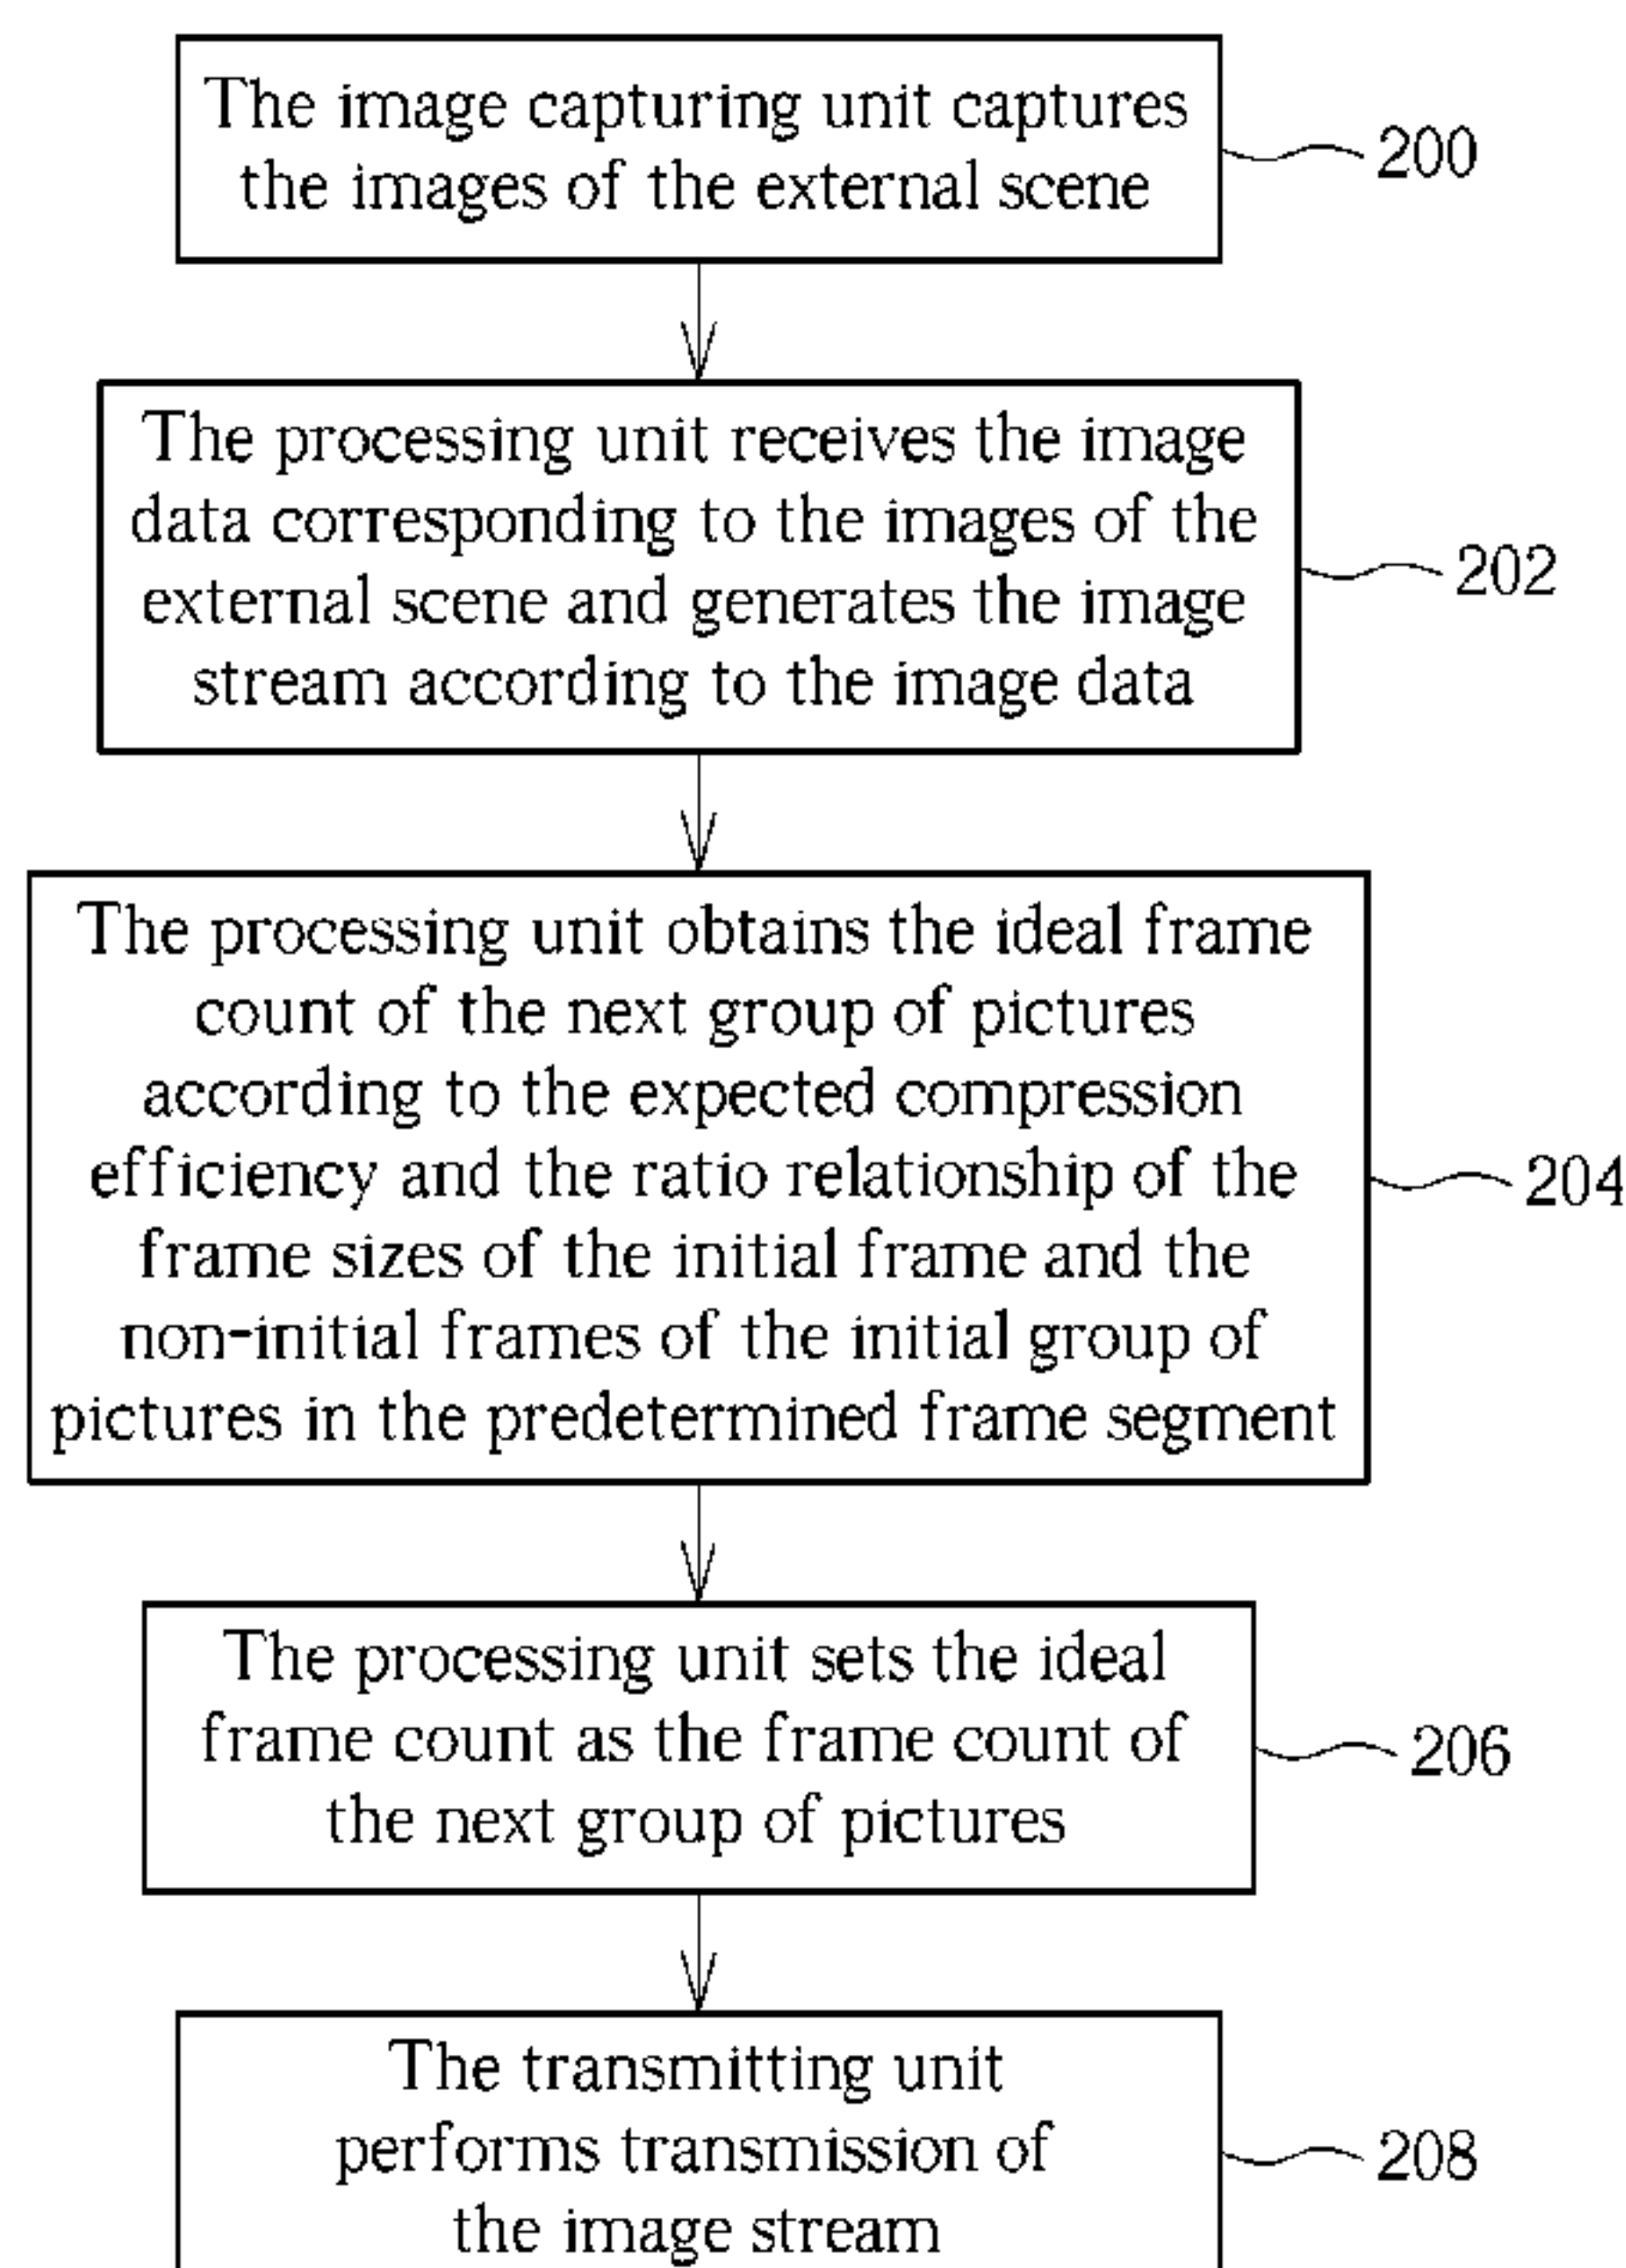 The image capturing unit captures
the images of the external scene
200
The processing unit receives the image
data corresponding to the images of the
external scene and generates the image
stream according to the image data
202
The processing unit obtains the ideal frame
count of the next group of pictures
according to the expected compression
efficiency and the ratio relationship of the
frame sizes of the initial frame and the
non-initial frames of the initial group of
pictures in the predetermined frame segment
204
The processing unit sets the ideal
frame count as the frame count of
the next group of pictures
206
The transmitting unit
performs transmission of
the image stream
208